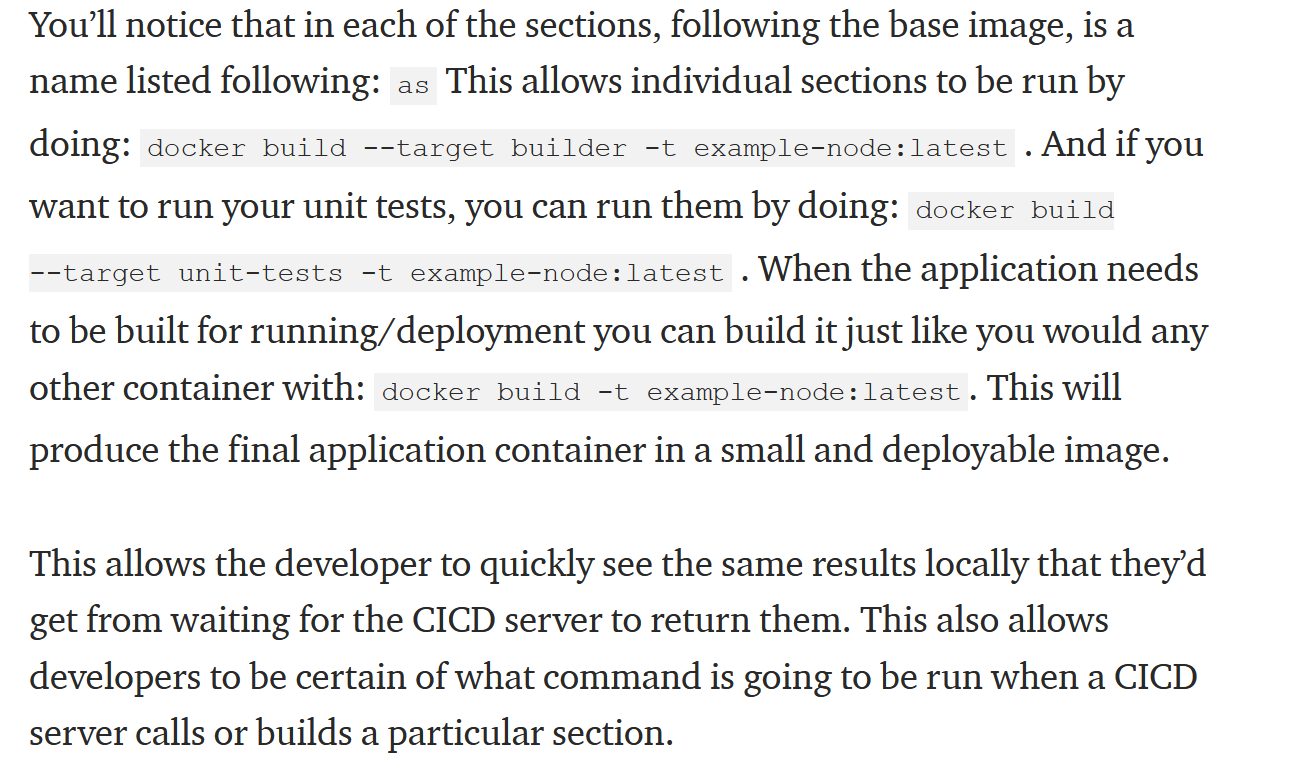 You’ll notice that in each of the sections, following the base image, is a
name listed following: as This allows individual sections to be run by
doing: docker build --target builder -t example-node:latest . And if you
want to run your unit tests, you can run them by doing: docker build
--target unit-tests -t example-node:latest . When the application needs
to be built for running/deployment you can build it just like you would any
other container with: docker build -t example-node:latest. This will
produce the final application container in a small and deployable image.
This allows the developer to quickly see the same results locally that they’d
get from waiting for the CICD server to return them. This also allows
developers to be certain of what command is going to be run when a CICD
server calls or builds a particular section.